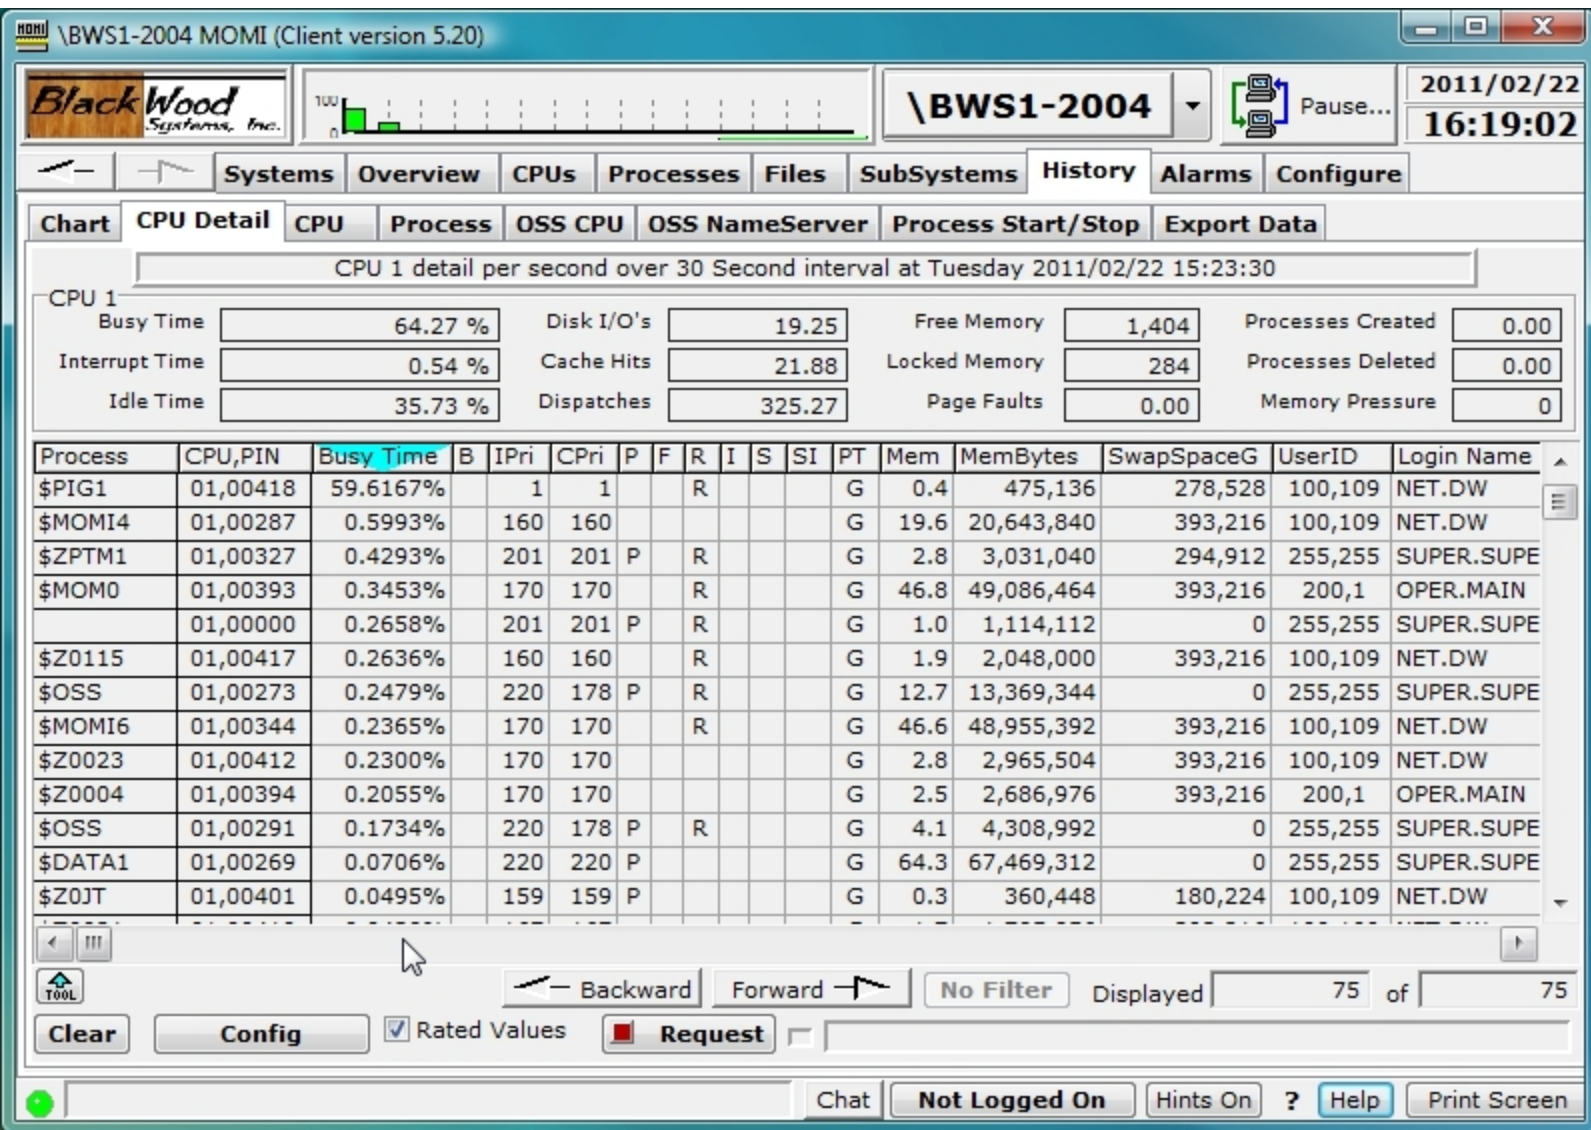 MOMI \BWS1-2004 MOMI (Client version 5.20)
BlackWood Systems, Inc.
100
0
\BWS1-2004
Pause...
2011/02/22
16:19:02
Systems Overview CPUs Processes Files SubSystems History Alarms Configure
Chart CPU Detail CPU Process OSS CPU OSS NameServer Process Start/Stop Export Data
CPU 1 detail per second over 30 Second interval at Tuesday 2011/02/22 15:23:30
CPU 1
Busy Time 64.27 % Disk I/O's 19.25 Free Memory 1,404 Processes Created 0.00
Interrupt Time 0.54 % Cache Hits 21.88 Locked Memory 284 Processes Deleted 0.00
Idle Time 35.73 % Dispatches 325.27 Page Faults 0.00 Memory Pressure 0
Process CPU,PIN Busy Time B IPri CPri P F R I S SI PT Mem MemBytes SwapSpaceG UserID Login Name
$PIG1 01,00418 59.6167% 1 1 R G 0.4 475,136 278,528 100,109 NET.DW
$MOMI4 01,00287 0.5993% 160 160 G 19.6 20,643,840 393,216 100,109 NET.DW
$ZPTM1 01,00327 0.4293% 201 201 P R G 2.8 3,031,040 294,912 255,255 SUPER.SUPE
$MOM0 01,00393 0.3453% 170 170 R G 46.8 49,086,464 393,216 200,1 OPER.MAIN
01,00000 0.2658% 201 201 P R G 1.0 1,114,112 0 255,255 SUPER.SUPE
$Z0115 01,00417 0.2636% 160 160 R G 1.9 2,048,000 393,216 100,109 NET.DW
$OSS 01,00273 0.2479% 220 178 P R G 12.7 13,369,344 0 255,255 SUPER.SUPE
$MOMI6 01,00344 0.2365% 170 170 R G 46.6 48,955,392 393,216 100,109 NET.DW
$Z0023 01,00412 0.2300% 170 170 G 2.8 2,965,504 393,216 100,109 NET.DW
$Z0004 01,00394 0.2055% 170 170 G 2.5 2,686,976 393,216 200,1 OPER.MAIN
$OSS 01,00291 0.1734% 220 178 P R G 4.1 4,308,992 0 255,255 SUPER.SUPE
$DATA1 01,00269 0.0706% 220 220 P G 64.3 67,469,312 0 255,255 SUPER.SUPE
$Z0JT 01,00401 0.0495% 159 159 P G 0.3 360,448 180,224 100,109 NET.DW
TOOL Backward Forward No Filter Displayed 75 of 75
Clear Config Rated Values Request
Chat Not Logged On Hints On ? Help Print Screen